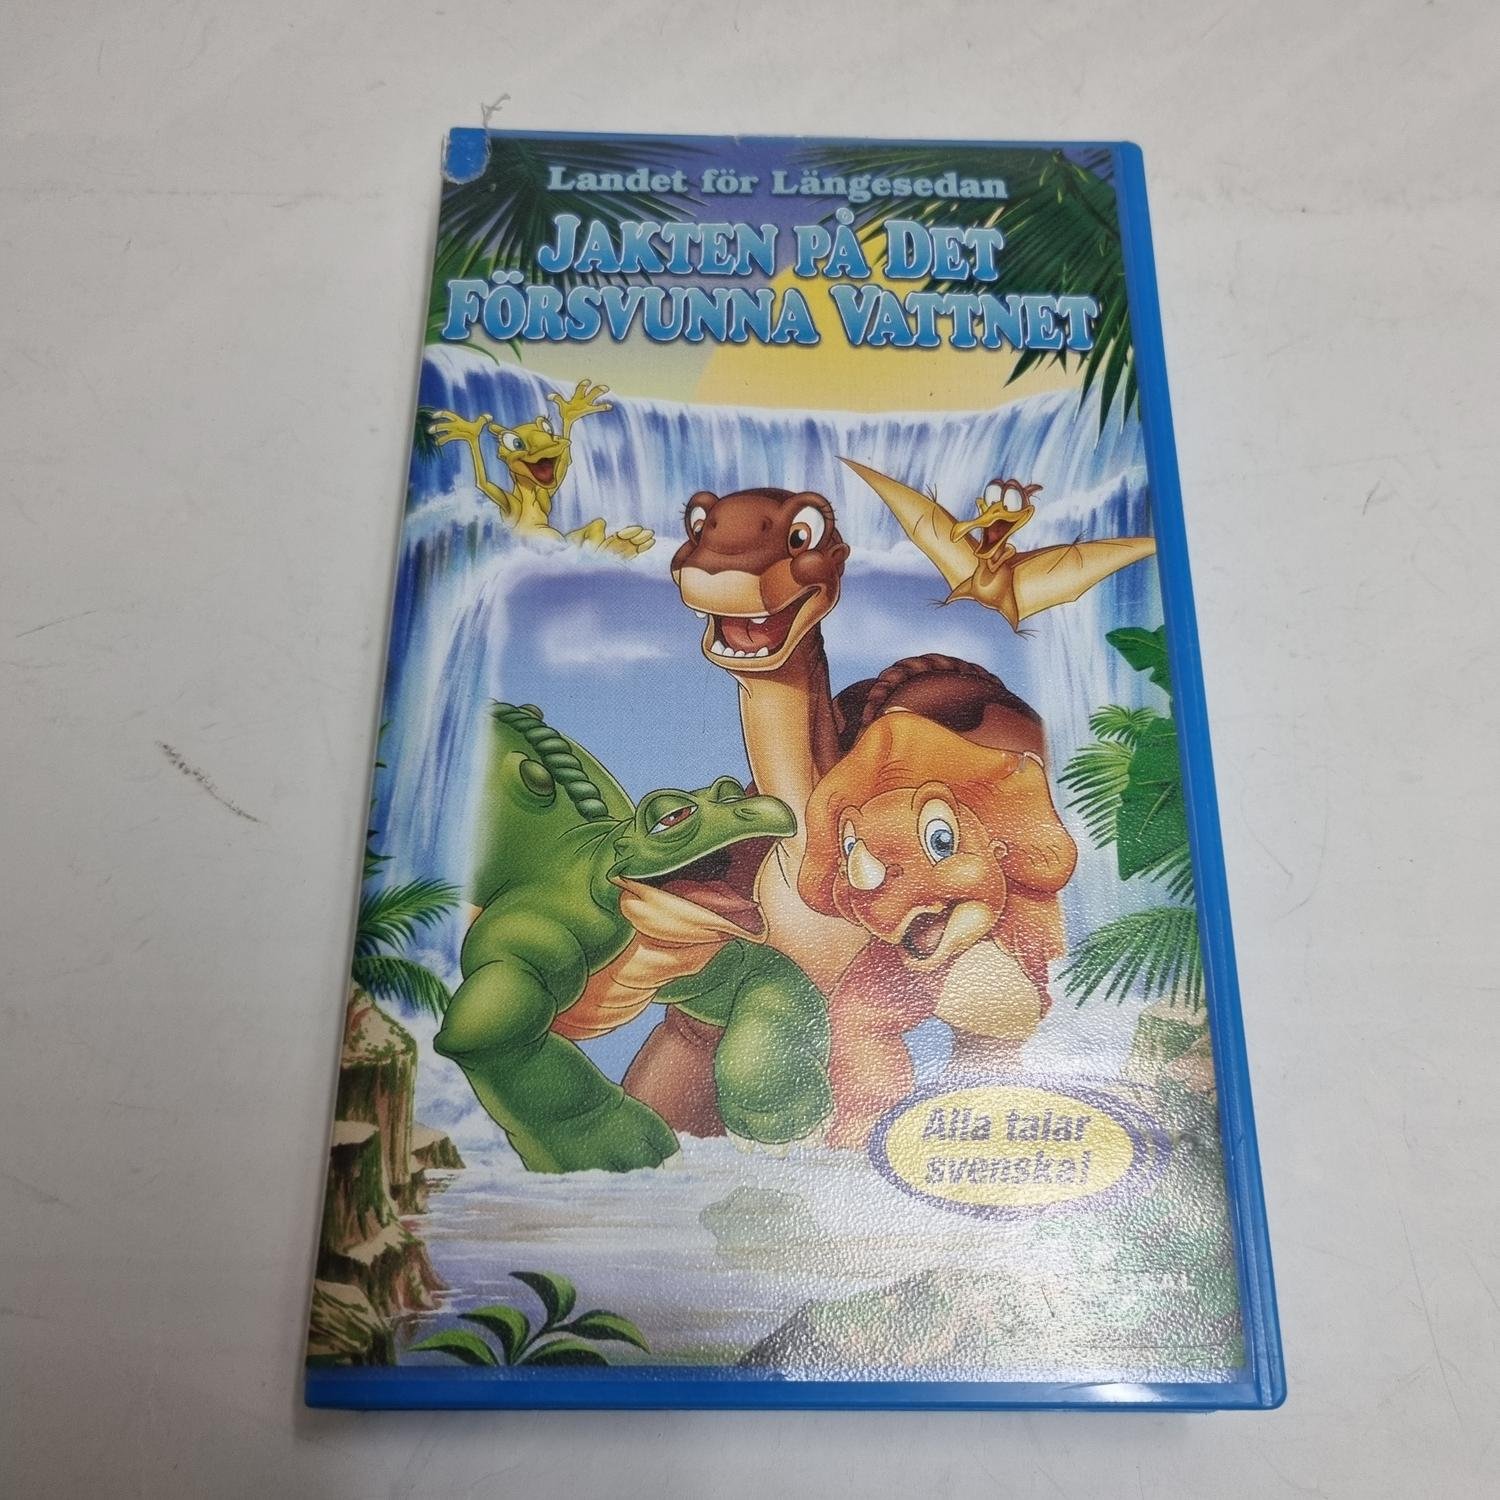 Landet för Längesedan
JAKTEN PÅ DET
FÖRSVUNNA VATTNET
Alla talar
svenska!